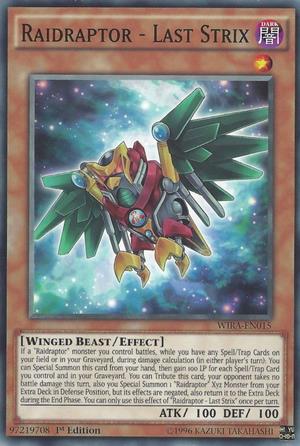 RAIDRAPTOR - LAST STRIX
DARK
闇
WIRA-EN015
[WINGED BEAST/EFFECT]
If a "Raidraptor" monster you control battles, while you have any Spell/Trap Cards
on your field or in your Graveyard, during damage calculation (in either player's turn): You
can Special Summon this card from your hand, then gain 100 LP for each Spell/Trap Card
you control and in your Graveyard. You can Tribute this card; your opponent takes no
battle damage this turn, also you Special Summon 1 "Raidraptor" Xyz Monster from your
Extra Deck in Defense Position, but its effects are negated, also return it to the Extra Deck
during the End Phase. You can only use this effect of "Raidraptor - Last Strix" once per turn.
ATK/ 100 DEF/ 100
97219708 1st Edition ©1996 KAZUKI TAKAHASHI